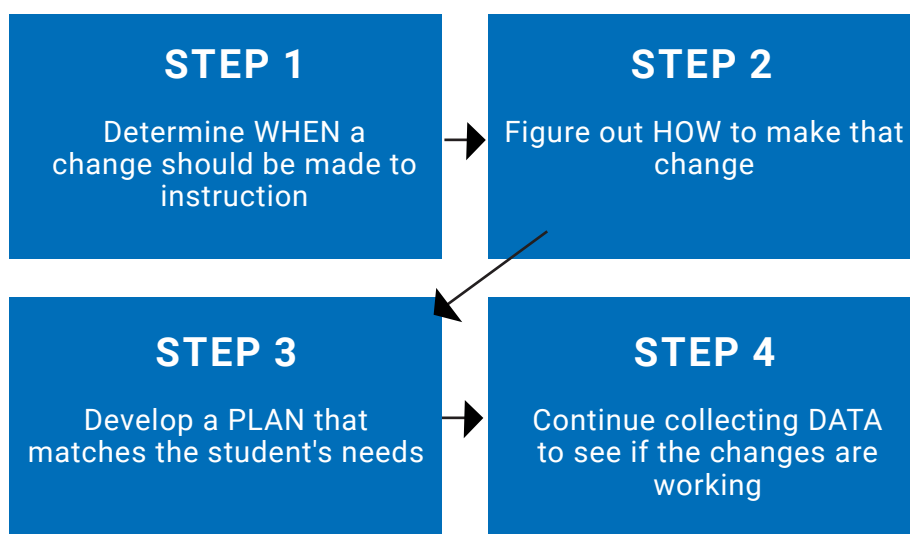 STEP 1
Determine WHEN a
change should be made to
instruction
STEP 2
Figure out HOW to make that
change
STEP 3
Develop a PLAN that
matches the student's needs
STEP 4
Continue collecting DATA
to see if the changes are
working